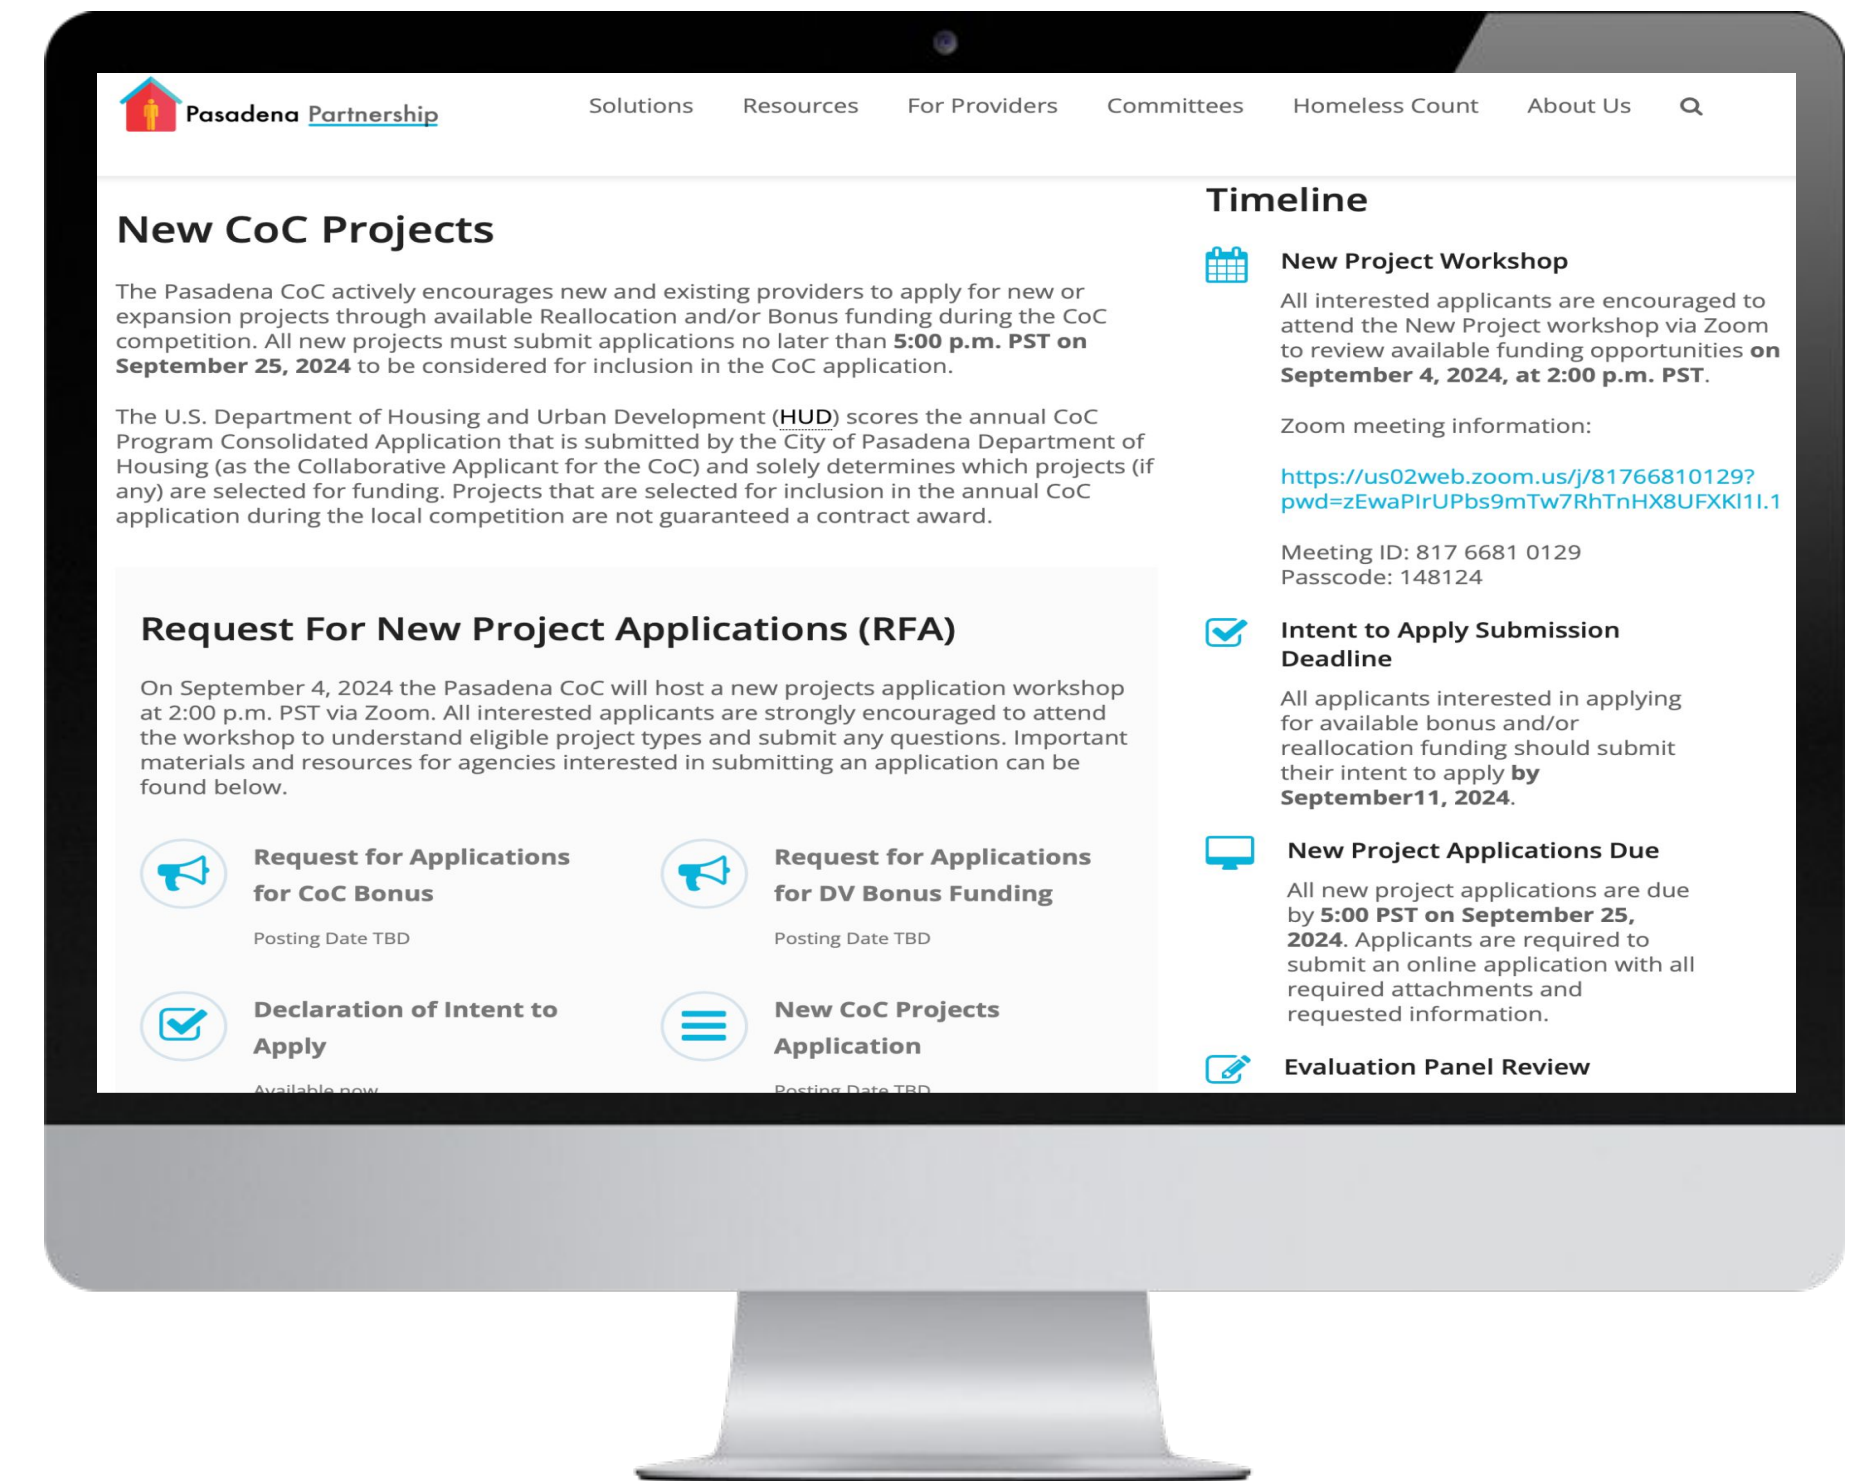 Pasadena Partnership
Solutions
Resources
For Providers
Committees
Homeless Count
About Us
New CoC Projects
The Pasadena CoC actively encourages new and existing providers to apply for new or
expansion projects through available Reallocation and/or Bonus funding during the CoC
competition. All new projects must submit applications no later than 5:00 p.m. PST on
September 25, 2024 to be considered for inclusion in the CoC application.
The U.S. Department of Housing and Urban Development (HUD) scores the annual CoC
Program Consolidated Application that is submitted by the City of Pasadena Department of
Housing (as the Collaborative Applicant for the CoC) and solely determines which projects (if
any) are selected for funding. Projects that are selected for inclusion in the annual CoC
application during the local competition are not guaranteed a contract award.
Request For New Project Applications (RFA)
On September 4, 2024 the Pasadena CoC will host a new projects application workshop
at 2:00 p.m. PST via Zoom. All interested applicants are strongly encouraged to attend
the workshop to understand eligible project types and submit any questions. Important
materials and resources for agencies interested in submitting an application can be
found below.
Request for Applications
for CoC Bonus
Posting Date TBD
Request for Applications
for DV Bonus Funding
Posting Date TBD
Declaration of Intent to
Apply
Available now
New CoC Projects
Application
Posting Date TBD
Timeline
New Project Workshop
All interested applicants are encouraged to
attend the New Project workshop via Zoom
to review available funding opportunities on
September 4, 2024, at 2:00 p.m. PST.
Zoom meeting information:
https://us02web.zoom.us/j/81766810129?
pwd=zEwaPIrUPbs9mTw7RhTnHX8UFXKl1I.1
Meeting ID: 817 6681 0129
Passcode: 148124
Intent to Apply Submission
Deadline
All applicants interested in applying
for available bonus and/or
reallocation funding should submit
their intent to apply by
September11, 2024.
New Project Applications Due
All new project applications are due
by 5:00 PST on September 25,
2024. Applicants are required to
submit an online application with all
required attachments and
requested information.
Evaluation Panel Review